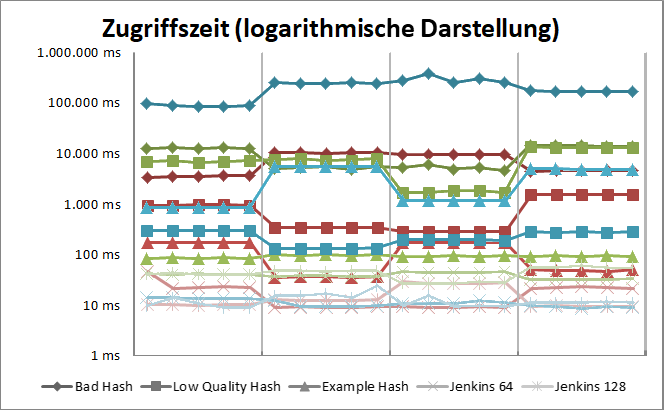 Zugriffszeit (logarithmische Darstellung)
1.000.000 ms
100.000 ms
10.000 ms
1.000 ms
100 ms
10 ms
1 ms
Bad Hash Low Quality Hash Example Hash Jenkins 64 Jenkins 128